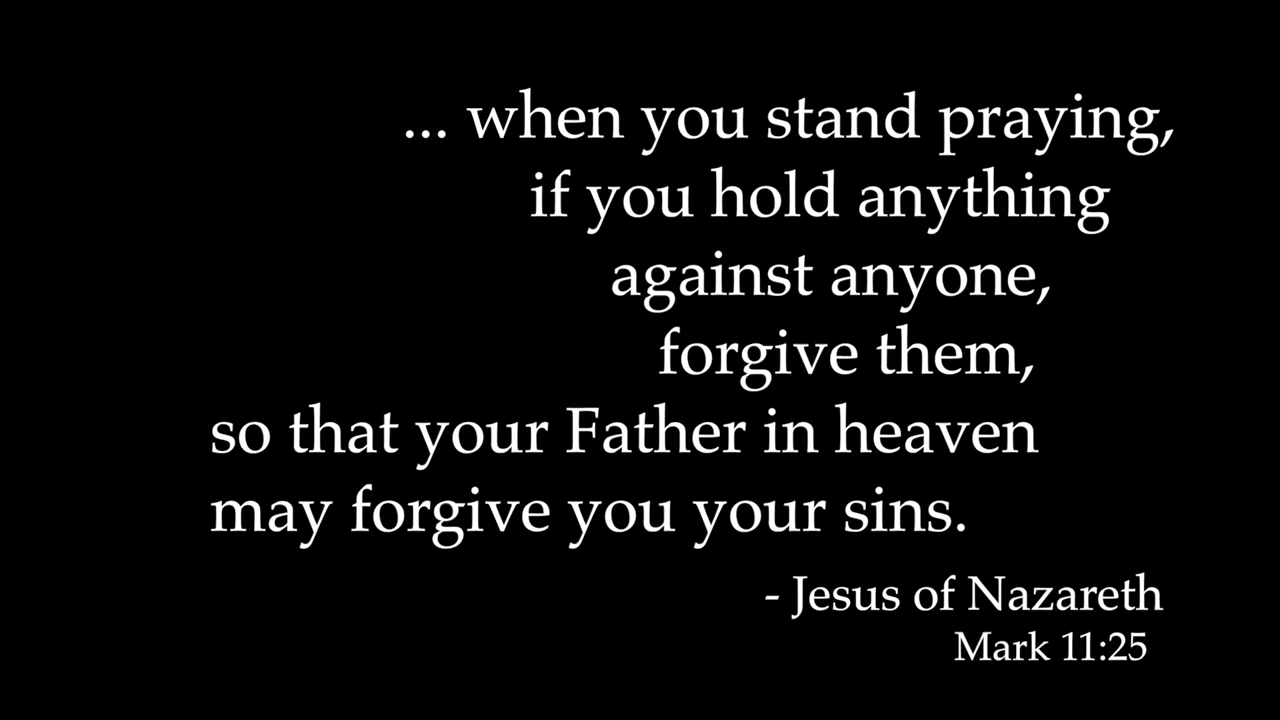 ... when you stand praying,
if you hold anything
against anyone,
forgive them,
so that your Father in heaven
may forgive you your sins.
- Jesus of Nazareth
Mark 11:25